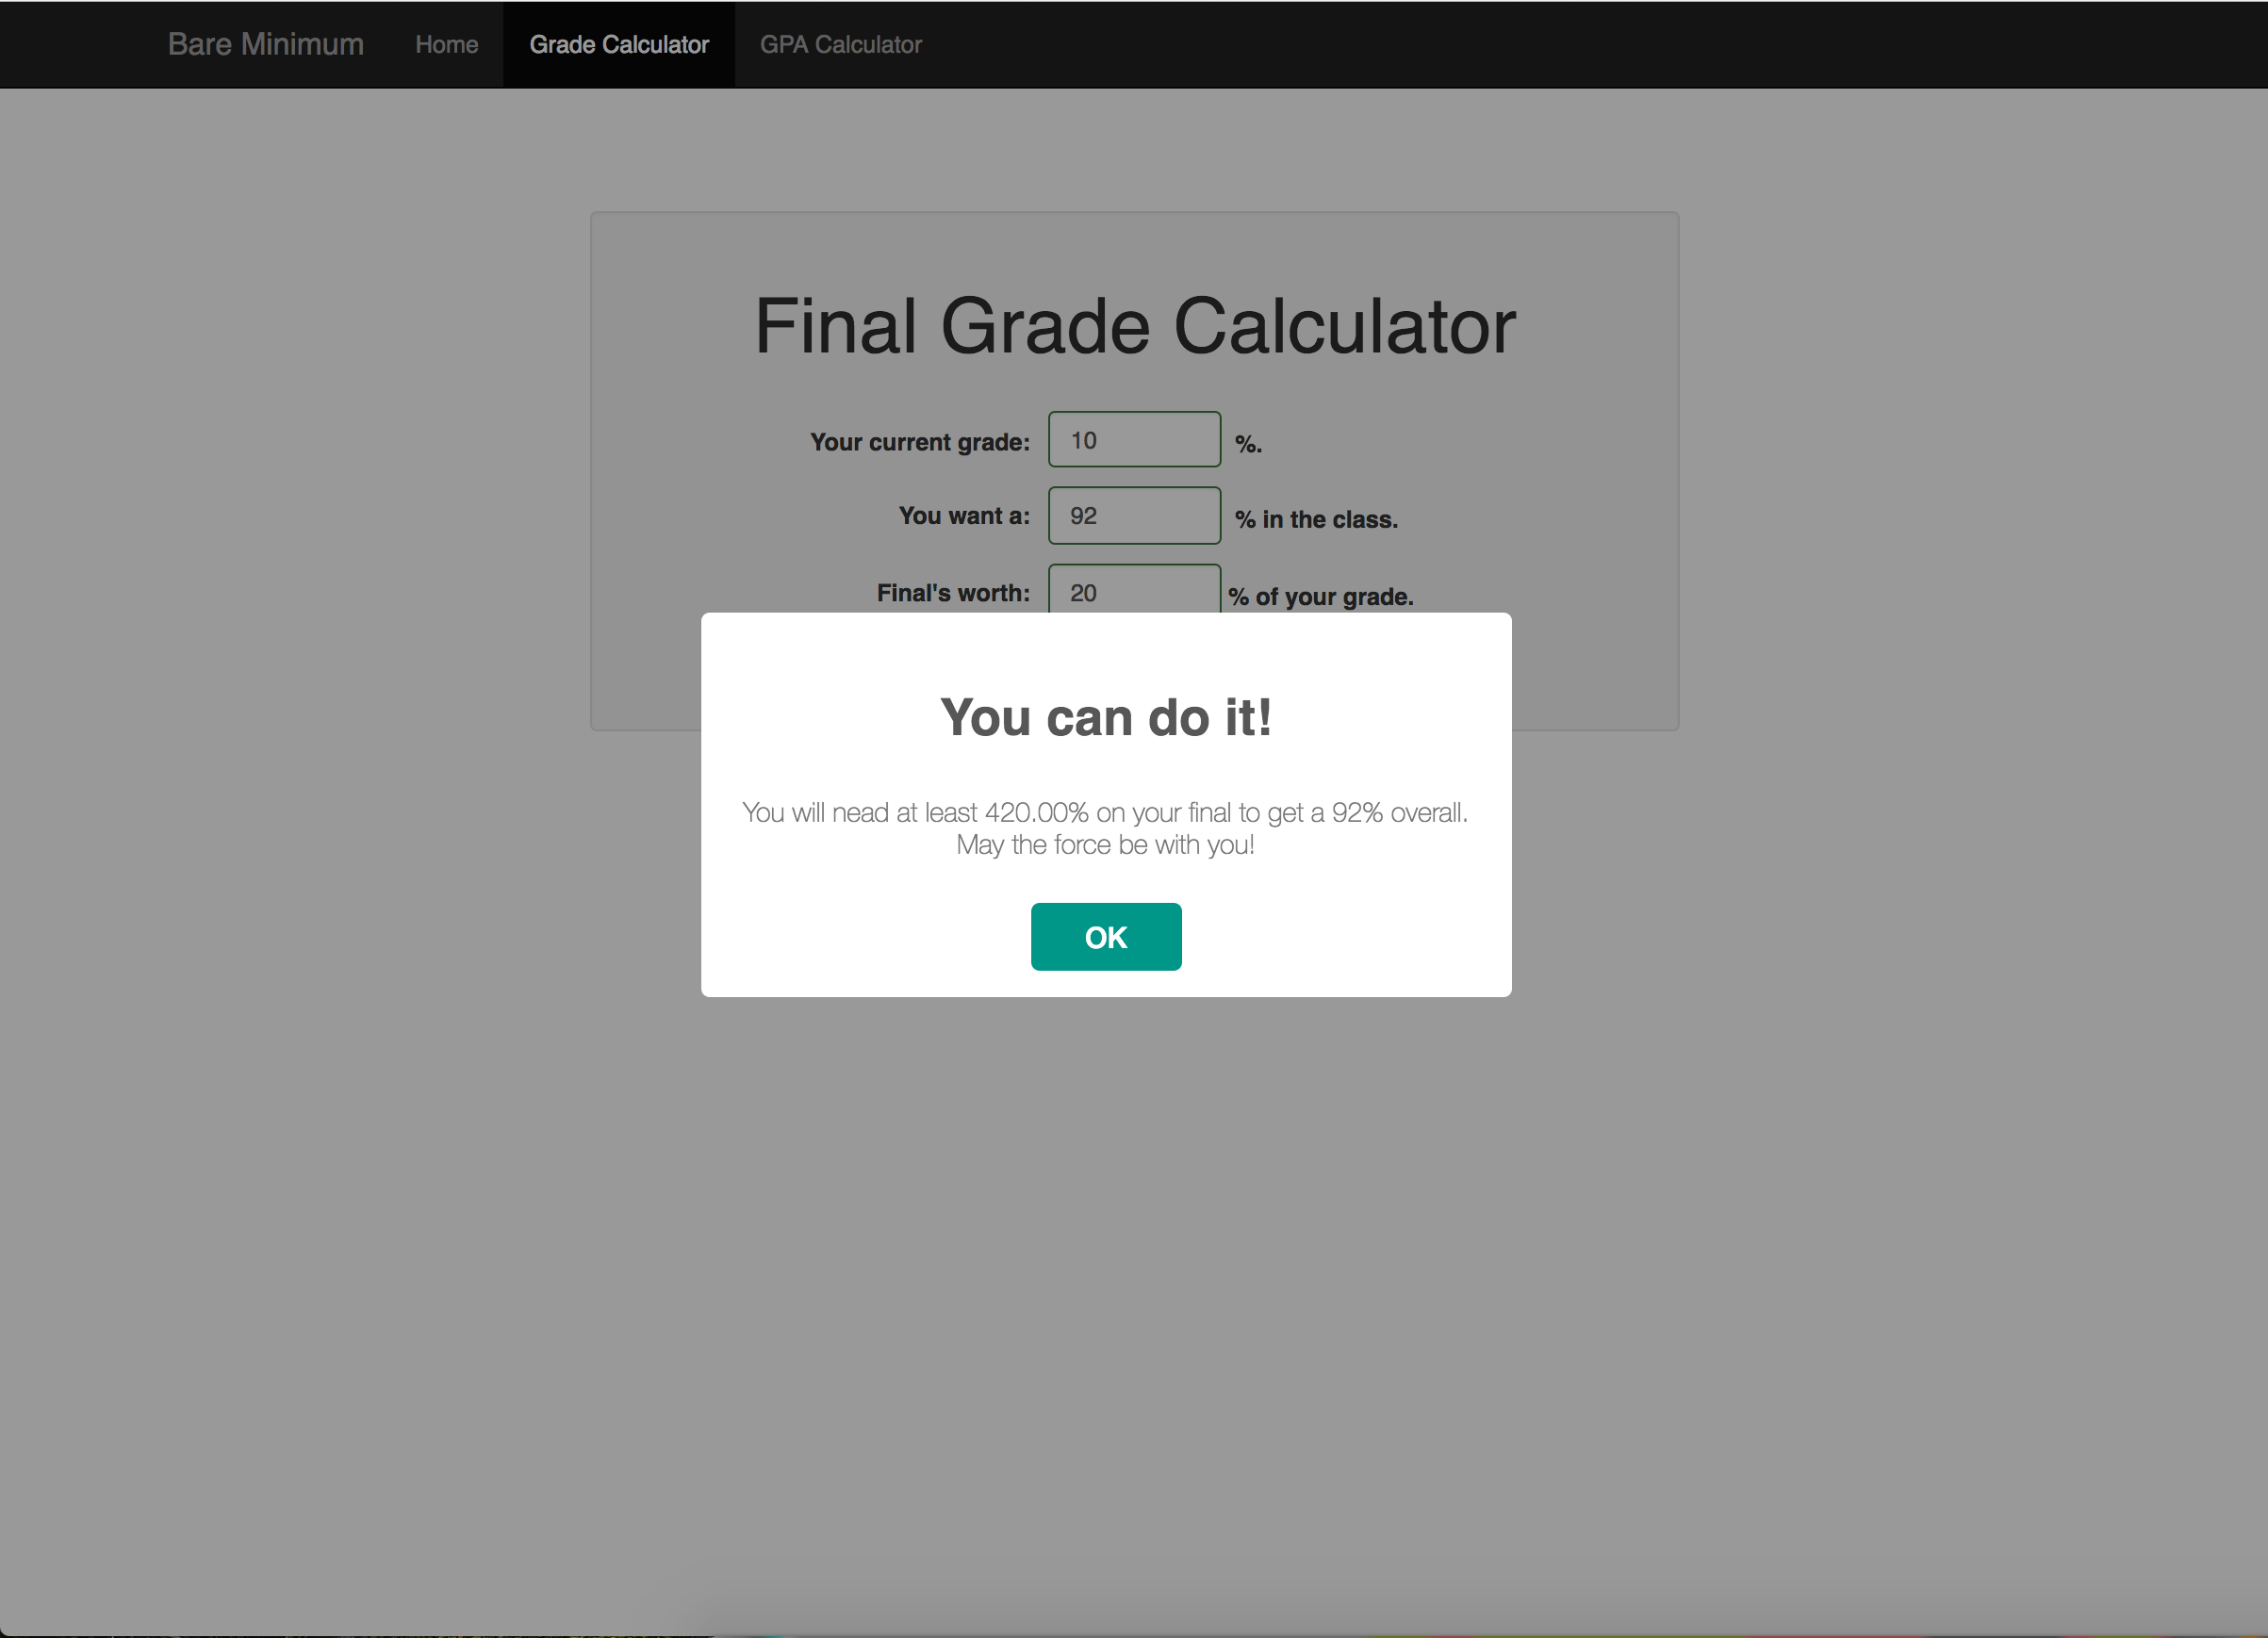 Bare Minimum Home Grade Calculator GPA Calculator
Final Grade Calculator
Your current grade: 10 %.
You want a: 92 % in the class.
Final's worth: 20 % of your grade.
You can do it!
You will nead at least 420.00% on your final to get a 92% overall.
May the force be with you!
OK